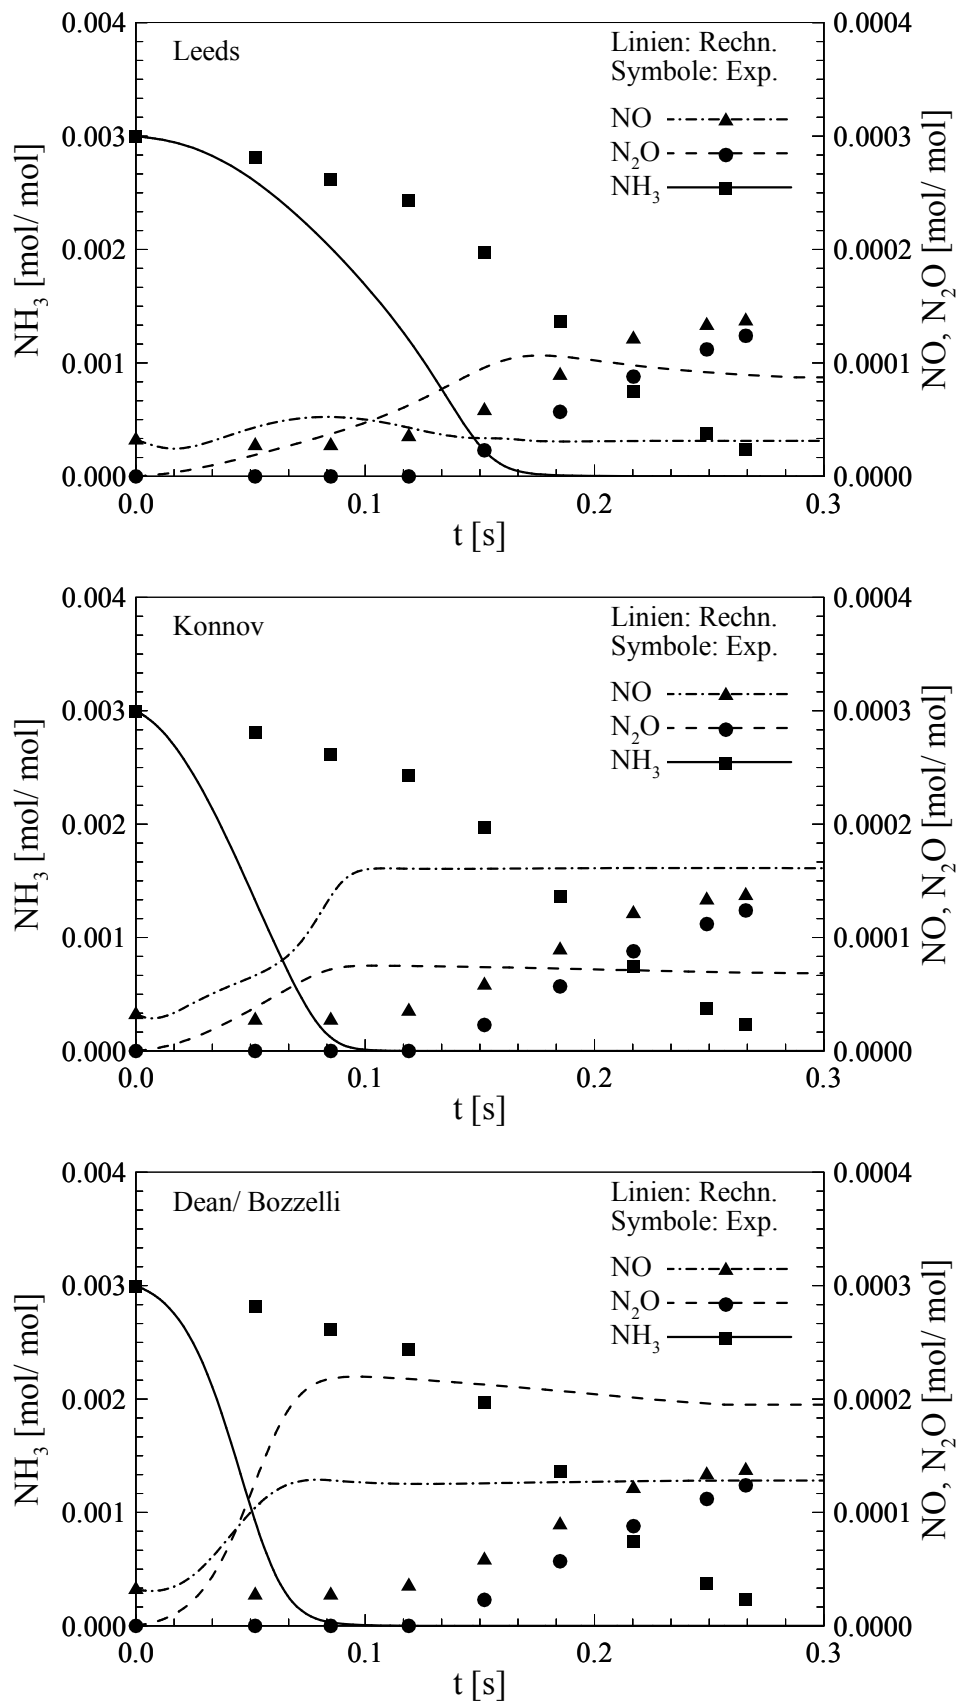 0.004
0.004
Leeds
Linien: Rechn.
Symbole: Exp.
NO
N₂O
NH₃
0.003
0.0003
0.002
0.0002
0.001
0.0001
0.000
0.0000
0.0
0.1
0.2
0.3
t [s]
NH₃ [mol/ mol]
NO, N₂O [mol/ mol]
0.004
0.0004
Konnov
Linien: Rechn.
Symbole: Exp.
NO
N₂O
NH₃
0.003
0.0003
0.002
0.0002
0.001
0.0001
0.000
0.0000
0.0
0.1
0.2
0.3
t [s]
NH₃ [mol/ mol]
NO, N₂O [mol/ mol]
0.004
0.0004
Dean/ Bozzelli
Linien: Rechn.
Symbole: Exp.
NO
N₂O
NH₃
0.003
0.0003
0.002
0.0002
0.001
0.0001
0.000
0.0000
0.0
0.1
0.2
0.3
t [s]
NH₃ [mol/ mol]
NO, N₂O [mol/ mol]